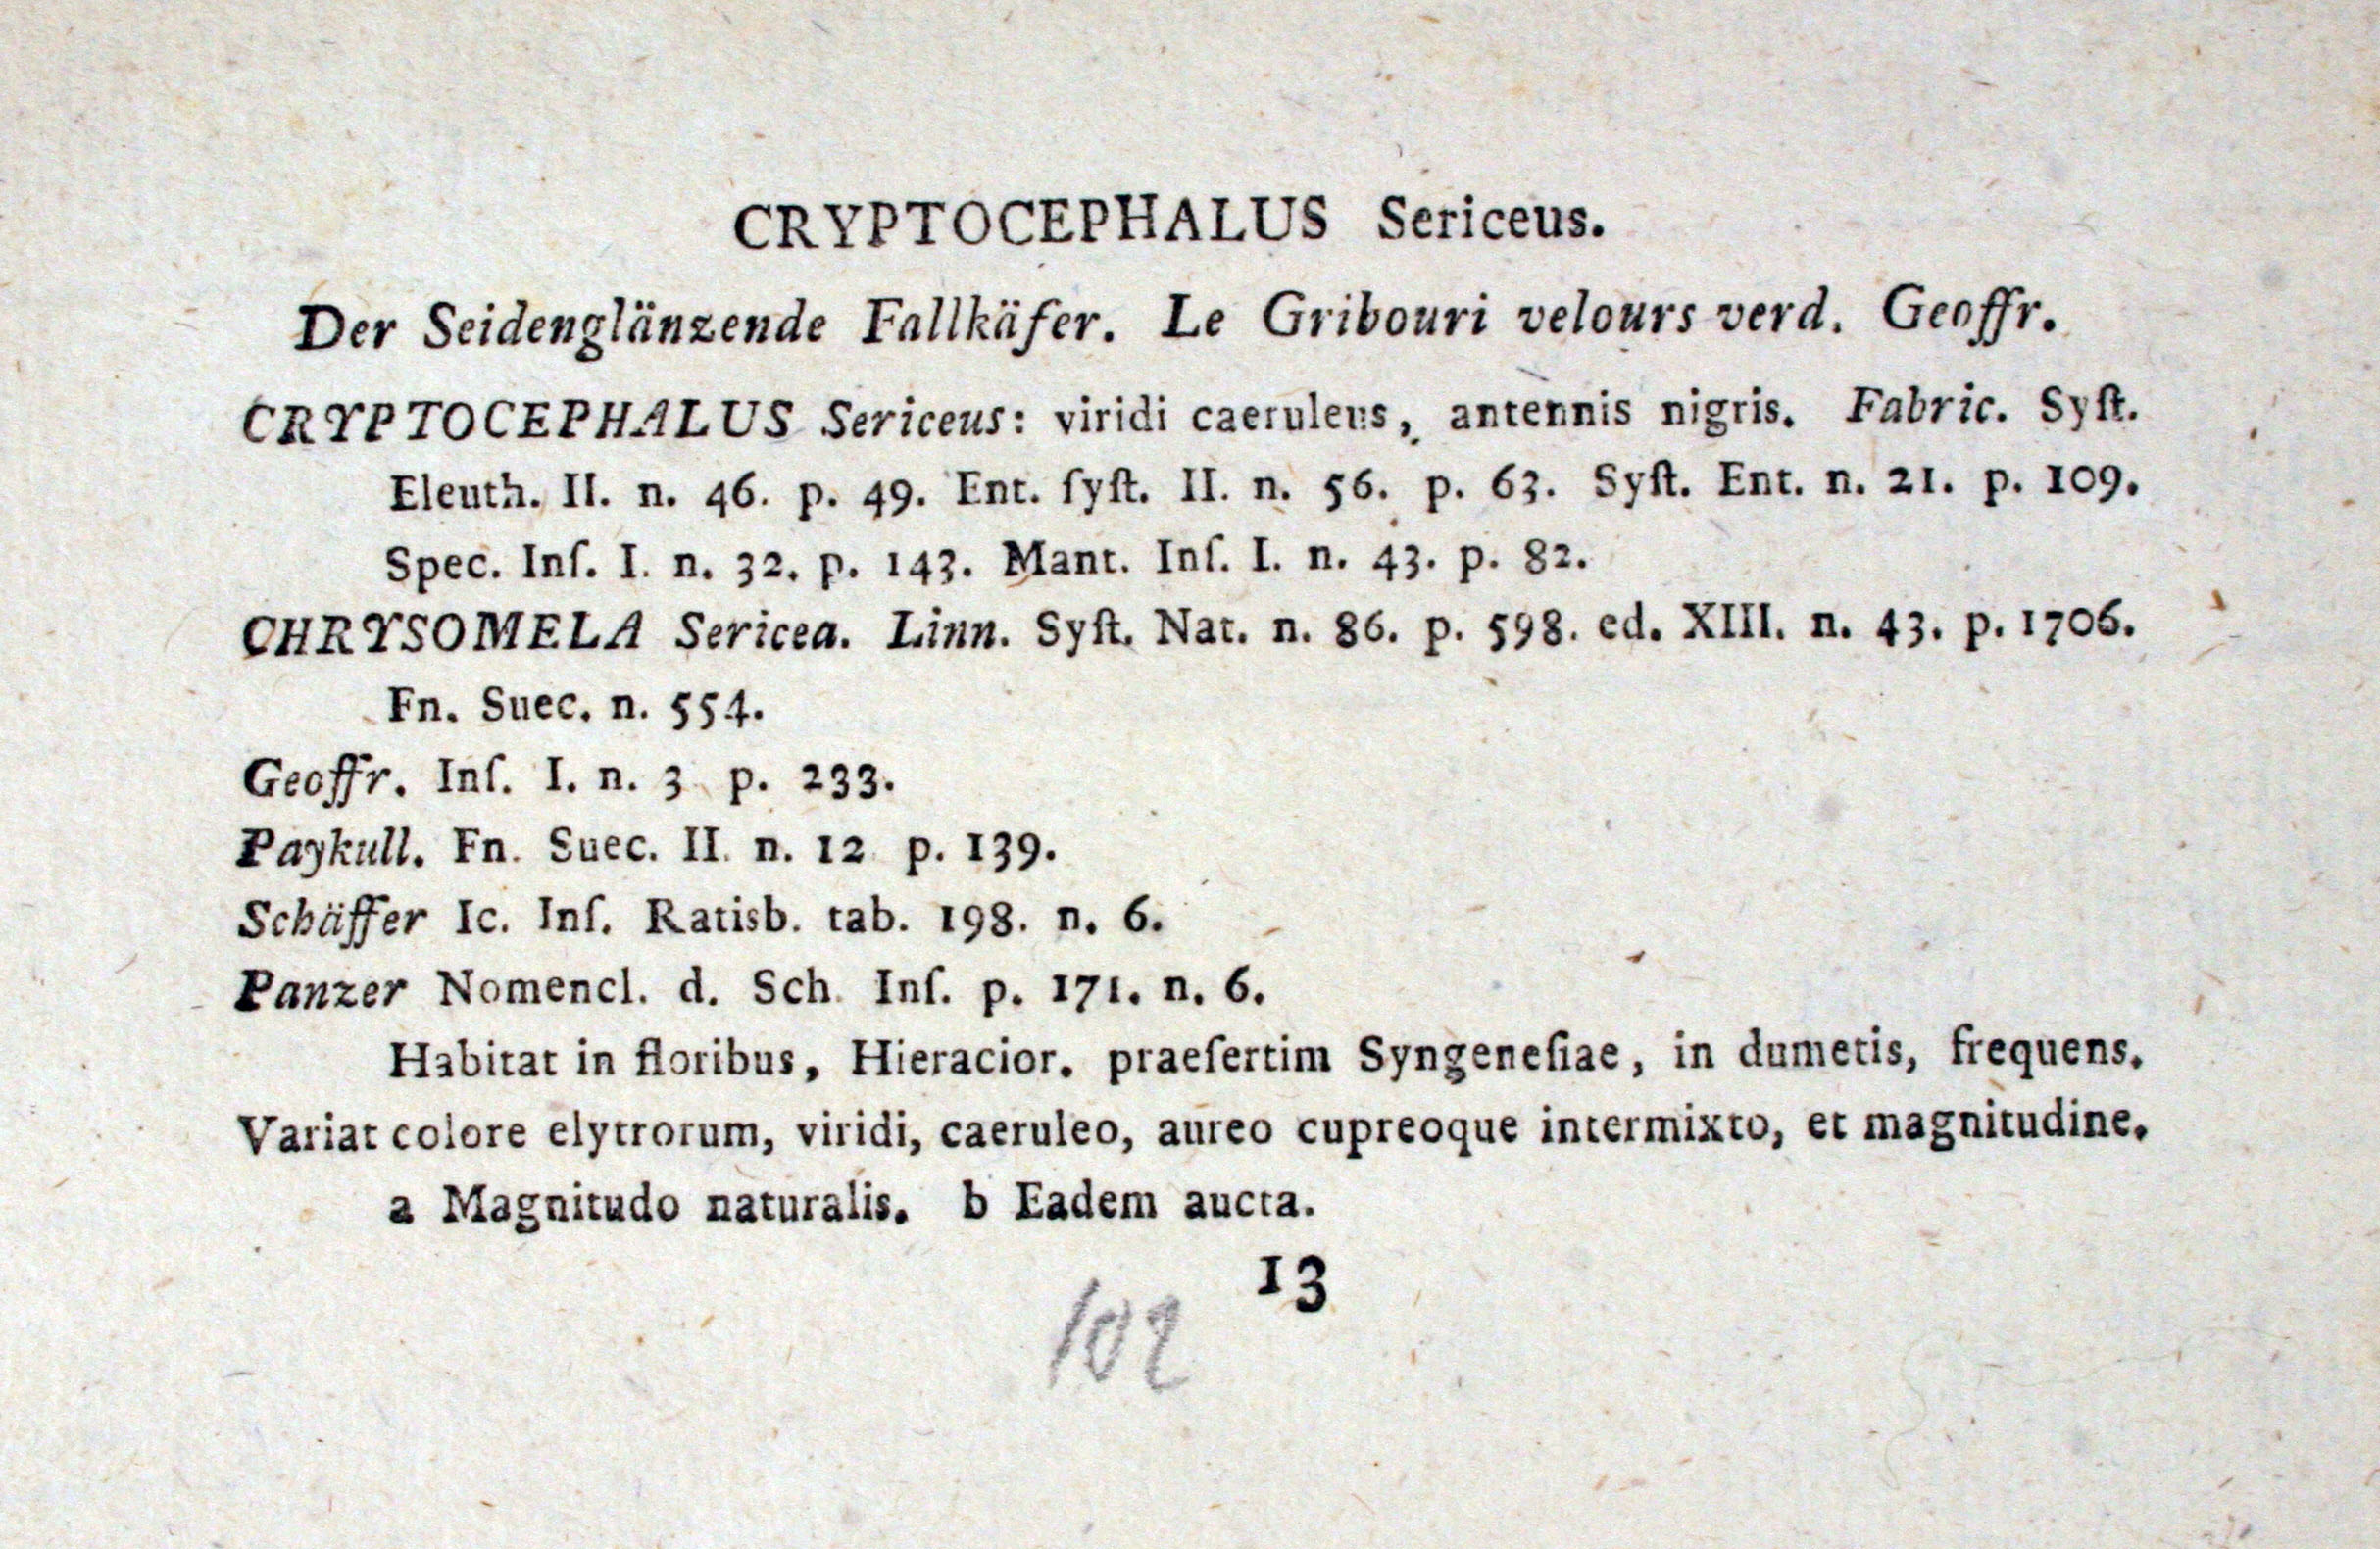 CRYPTOCEPHALUS Sericeus.
Der Seidenglänzende Fallkäfer. Le Gribouri velours verd. Geoffr.
CRYPTOCEPHALUS Sericeus: viridi caeruleus, antennis nigris. Fabric. Syſt.
Eleuth. II. n. 46. p. 49. Ent. ſyſt. II. n. 56. p. 63. Syſt. Ent. n. 21. p. 109.
Spec. Inſ. I. n. 32. p. 143. Mant. Inſ. I. n. 43. p. 82.
CHRYSOMELA Sericea. Linn. Syſt. Nat. n. 86. p. 598. ed. XIII. n. 43. p. 1706.
Fn. Suec. n. 554.
Geoffr. Inſ. I. n. 3 p. 233.
Paykull. Fn. Suec. II. n. 12 p. 139.
Schäffer Ic. Inſ. Ratisb. tab. 198. n. 6.
Panzer Nomencl. d. Sch. Inſ. p. 171. n. 6.
Habitat in floribus, Hieracior. praeſertim Syngeneſiae, in dumetis, frequens.
Variat colore elytrorum, viridi, caeruleo, aureo cupreoque intermixto, et magnitudine.
a Magnitudo naturalis. b Eadem aucta.
13
102